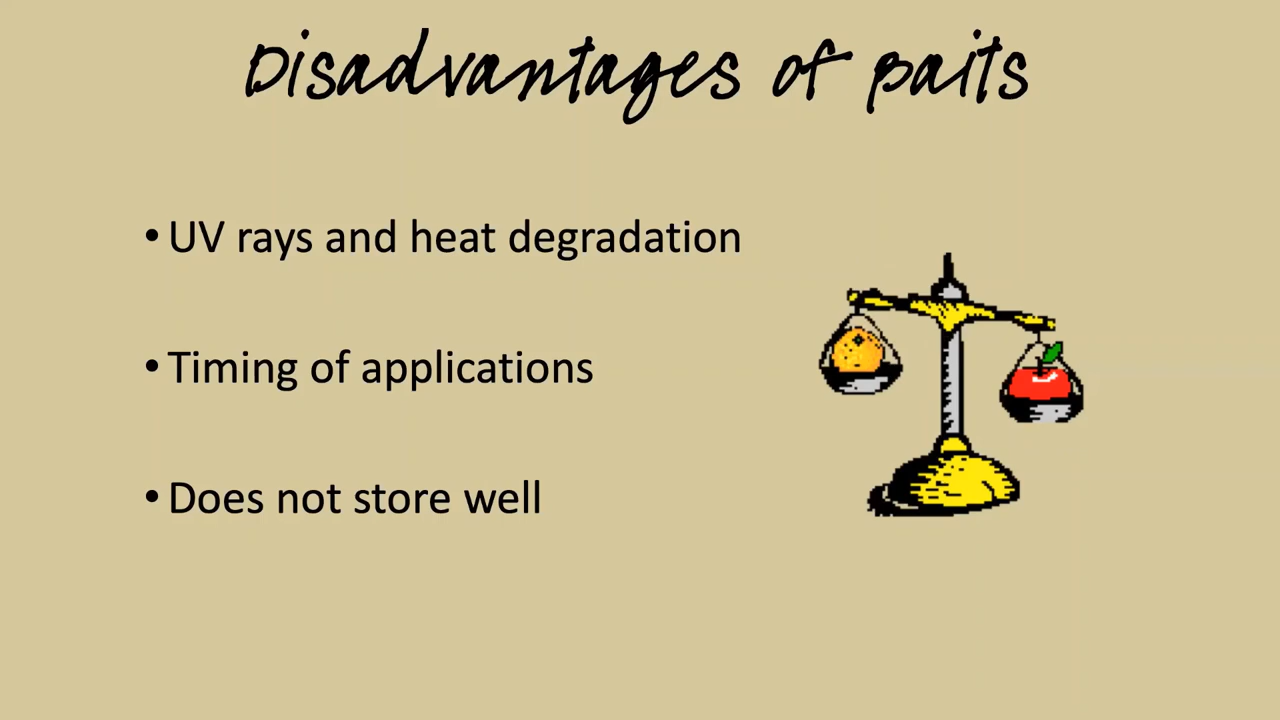 Disadvantages of baits
• UV rays and heat degradation
• Timing of applications
• Does not store well